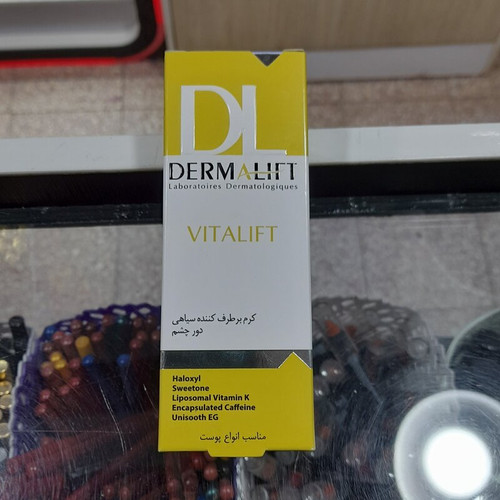 DL
DERMALIFT
Laboratoires Dermatologiques
VITALIFT
کرم برطرف کننده سیاهی
دور چشم
Haloxyl
Sweetone
Liposomal Vitamin K
Encapsulated Caffeine
Unisooth EG
مناسب انواع پوست